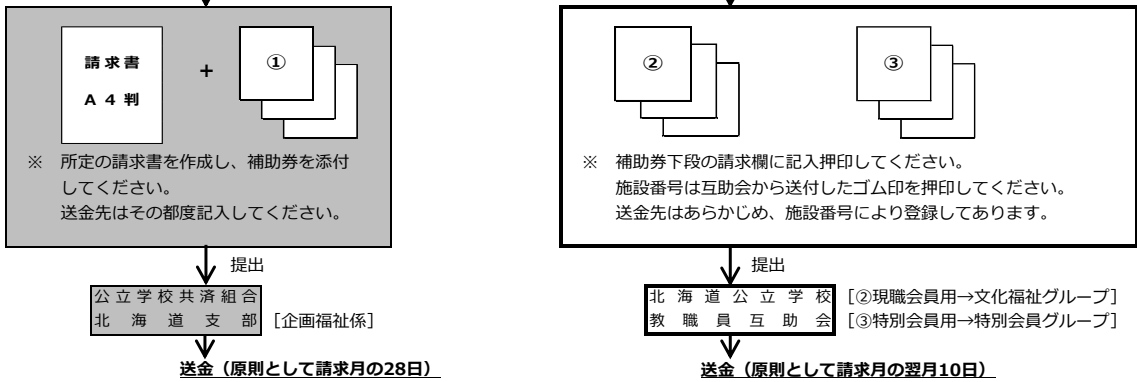 請求書
A4判
+
①
※ 所定の請求書を作成し、補助券を添付
してください。
送金先はその都度記入してください。
提出
公立学校共済組合
北海道支部 [企画福祉係]
送金（原則として請求月の28日）
②
③
※ 補助券下段の請求欄に記入押印してください。
施設番号は互助会から送付したゴム印を押印してください。
送金先はあらかじめ、施設番号により登録してあります。
提出
北海道公立学校 [②現職会員用→文化福祉グループ]
教職員互助会 [③特別会員用→特別会員グループ]
送金（原則として請求月の翌月10日）